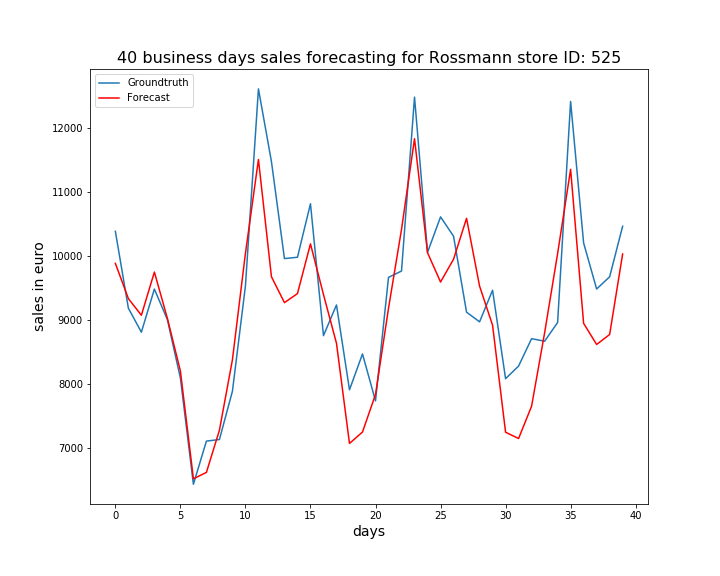 40 business days sales forecasting for Rossmann store ID: 525
Groundtruth
Forecast
12000
11000
10000
9000
8000
7000
sales in euro
0 5 10 15 20 25 30 35 40
days